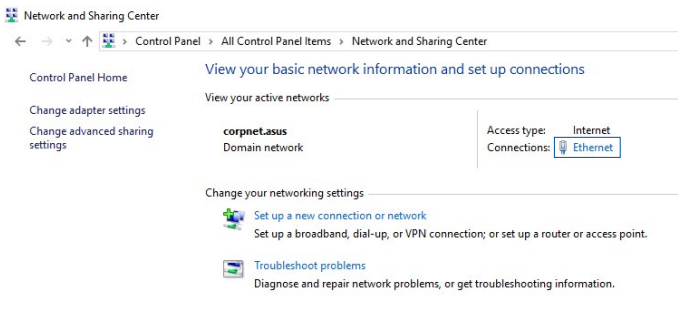 Network and Sharing Center
Control Panel > All Control Panel Items > Network and Sharing Center
Control Panel Home
Change adapter settings
Change advanced sharing
settings
View your basic network information and set up connections
View your active networks
corpnet.asus
Domain network
Access type: Internet
Connections: Ethernet
Change your networking settings
Set up a new connection or network
Set up a broadband, dial-up, or VPN connection; or set up a router or access point.
Troubleshoot problems
Diagnose and repair network problems, or get troubleshooting information.